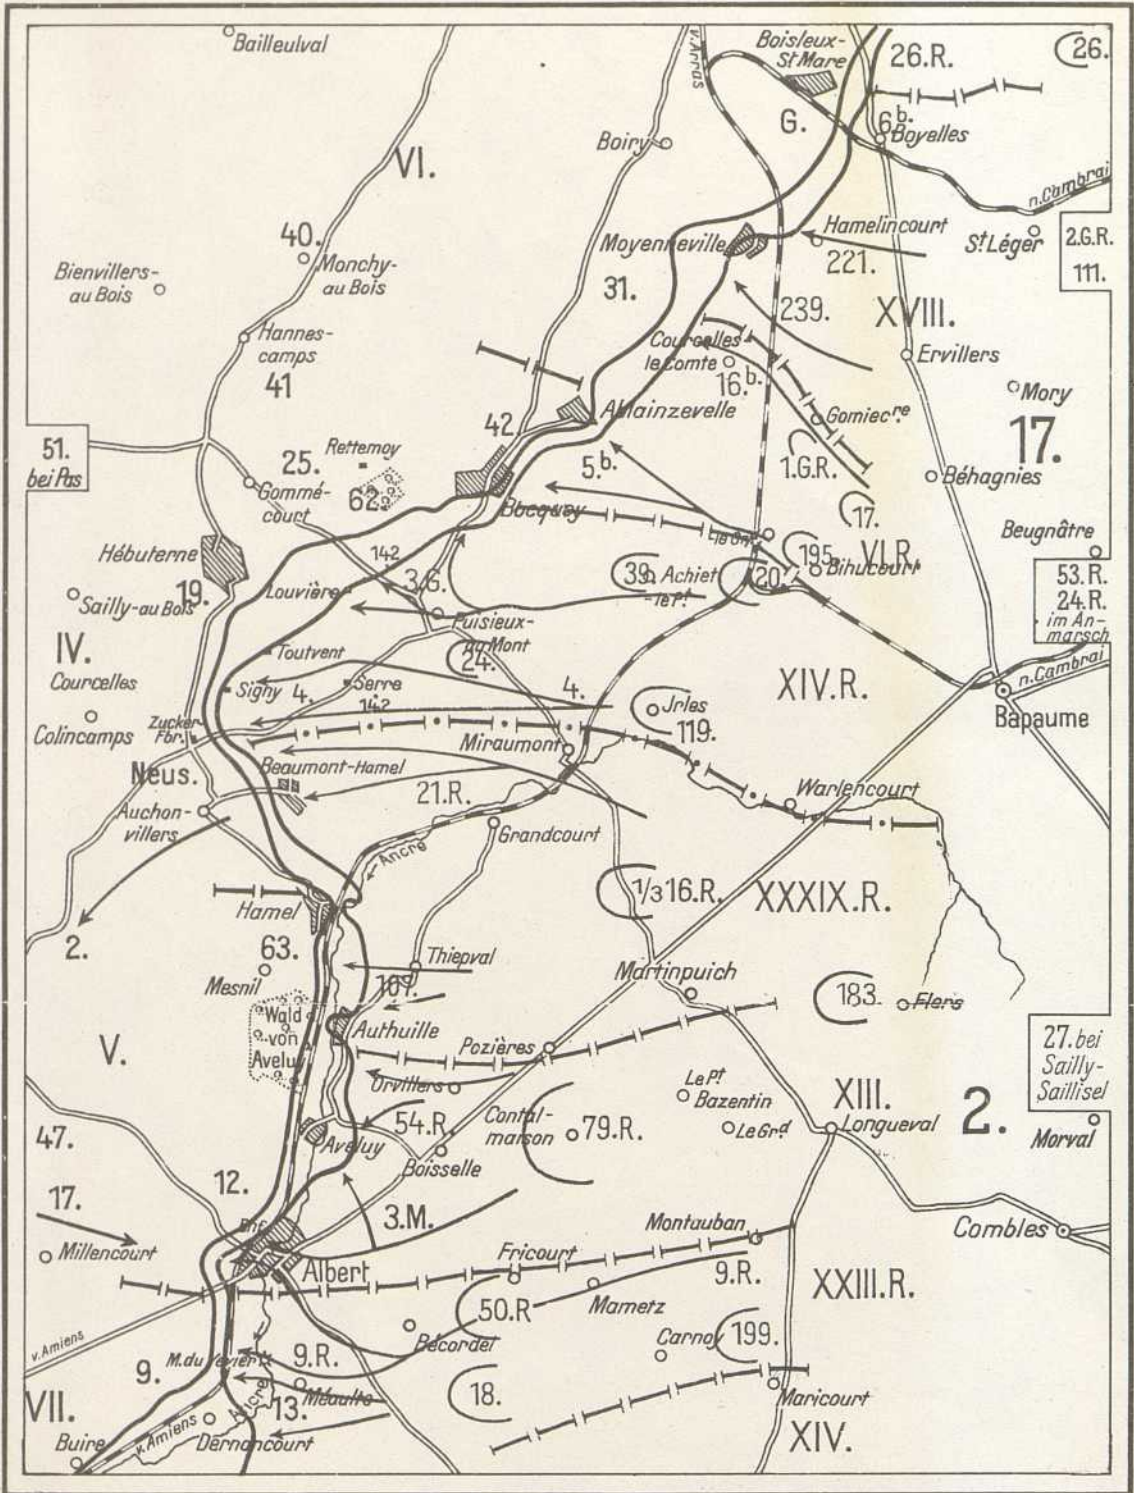 Bailleulval
v. Arras
Boisleux-
St Mare
26.R.
26.
G.
6b.
Boyelles
Boiry
VI.
n. Cambrai
40.
Monchy-
au Bois
Bienvillers-
au Bois
Moyenneville
Hamelincourt
St. Léger
2.G.R.
111.
221.
31.
239.
XVIII.
Hannes-
camps
41
Courcelles
le Comte
16.b.
Ervillers
Mory
Ablainzevelle
Gomiecre
17.
42.
51.
bei Pas
25.
Rettemoy
62.
Gommé-
court
5.b.
1.G.R.
Béhagnies
Bucquoy
17.
Beugnâtre
Hébuterne
142
3.G.
39.
Achiet
-le Pt
20.
195.
VI.R.
Bihucourt
53.R.
24.R.
im An-
marsch
Sailly-au Bois
19.
Louvière
Puisieux-
au Mont
24.
IV.
Courcelles
Toutvent
n. Cambrai
Signy
4.
Serre
142
4.
XIV.R.
Jrles
119.
Bapaume
Colincamps
Zucker
Fbr.
Miraumont
Neus.
Beaumont-Hamel
21.R.
Warlencourt
Auchon-
villers
Grandcourt
Ancre
1/3 16.R.
XXXIX.R.
Hamel
2.
63.
Mesnil
Thiepval
Martinpuich
107.
183.
Flers
Wald
von
Aveluy
Authuille
V.
Pozières
27. bei
Sailly-
Saillisel
Orvillers
Le Pt
Bazentin
XIII.
2.
54.R.
Contal-
maison
79.R.
Le Grd
Longueval
Morval
47.
Aveluy
Boisselle
12.
17.
3.M.
Bhf.
Montauban
Combles
Millencourt
Albert
Fricourt
9.R.
XXIII.R.
50.R
Mametz
v. Amiens
Bécordel
Carnoy
199.
9.
M. du Vivier
9.R.
Méaulte
18.
Maricourt
VII.
Ancre
13.
v. Amiens
Dernancourt
XIV.
Buire